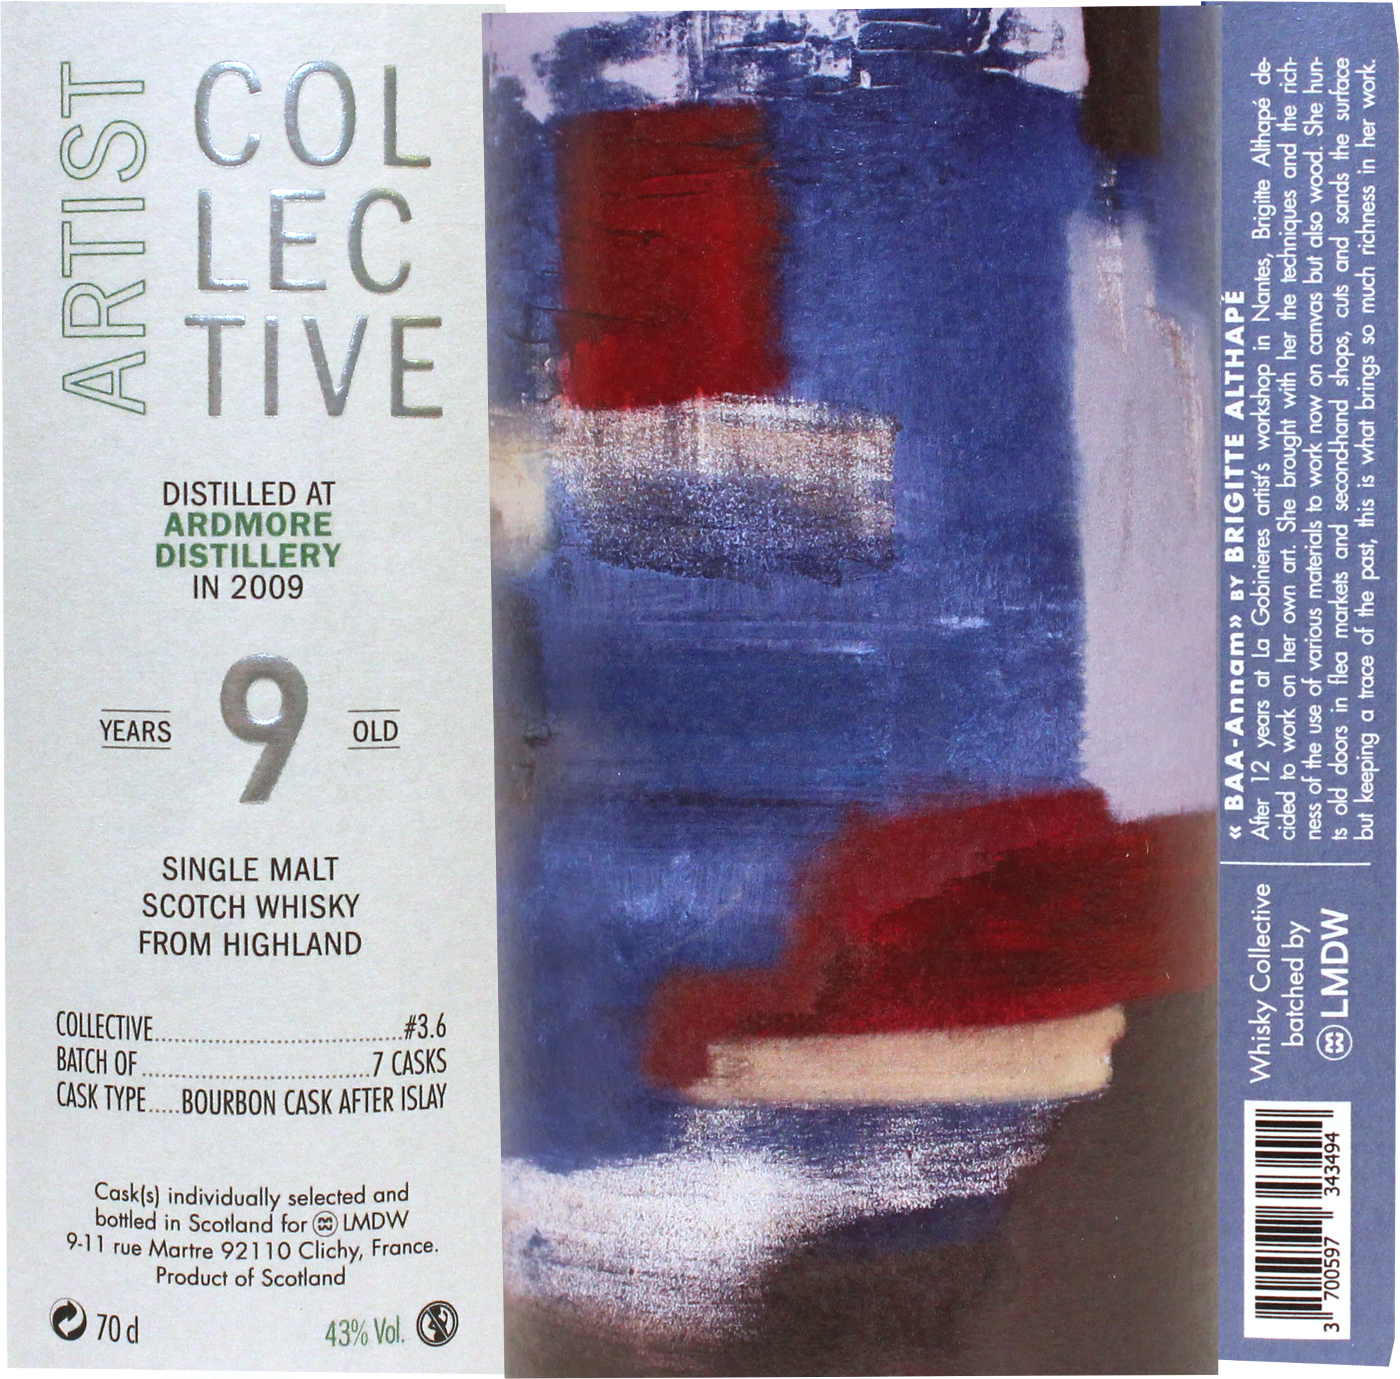 ARTIST
COL
LEC
TIVE
DISTILLED AT
ARDMORE
DISTILLERY
IN 2009
YEARS 9 OLD
SINGLE MALT
SCOTCH WHISKY
FROM HIGHLAND
COLLECTIVE....................................#3.6
BATCH OF ..................................7 CASKS
CASK TYPE.....BOURBON CASK AFTER ISLAY
Cask(s) individually selected and
bottled in Scotland for LMDW
9-11 rue Martre 92110 Clichy, France.
Product of Scotland
70 cl
43% Vol.
« BAA-Annam» BY BRIGITTE ALTHAPÉ
After 12 years at La Gobinieres artist's workshop in Nantes, Brigitte Althapé de-
cided to work on her own art. She brought with her the techniques and the rich-
ness of the use of various materials to work now on canvas but also wood. She hun-
ts old doors in flea markets and second-hand shops, cuts and sands the surface
but keeping a trace of the past, this is what brings so much richness in her work.
Whisky Collective
batched by
LMDW
3 700597 343494